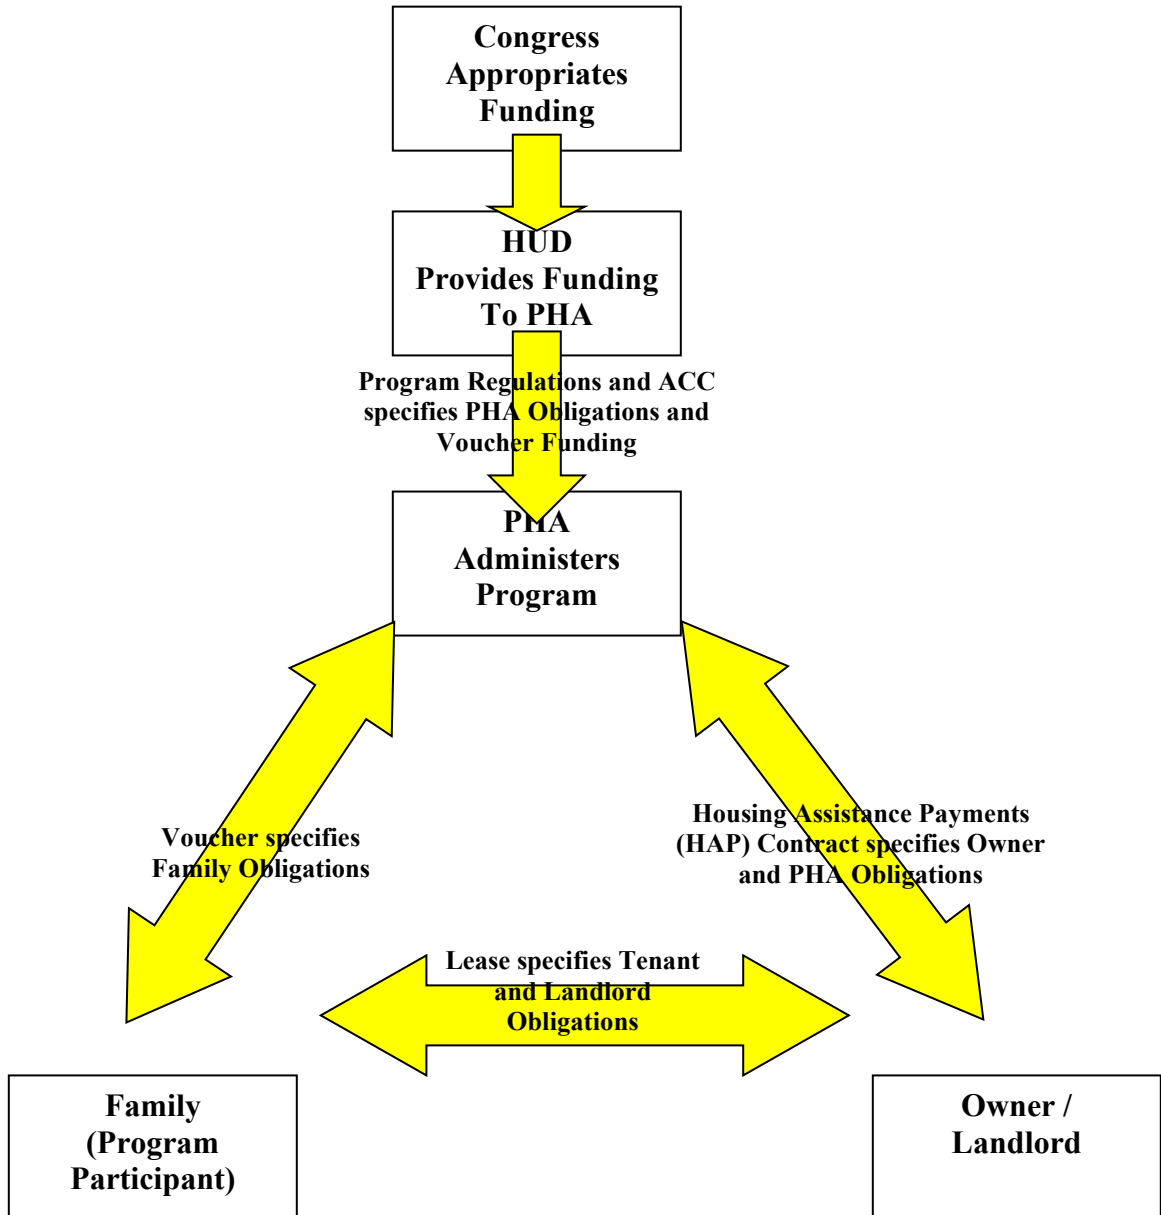 Congress
Appropriates
Funding
HUD
Provides Funding
To PHA
Program Regulations and ACC
specifies PHA Obligations and
Voucher Funding
PHA
Administers
Program
Voucher specifies
Family Obligations
Housing Assistance Payments
(HAP) Contract specifies Owner
and PHA Obligations
Lease specifies Tenant
and Landlord
Obligations
Family
(Program
Participant)
Owner /
Landlord